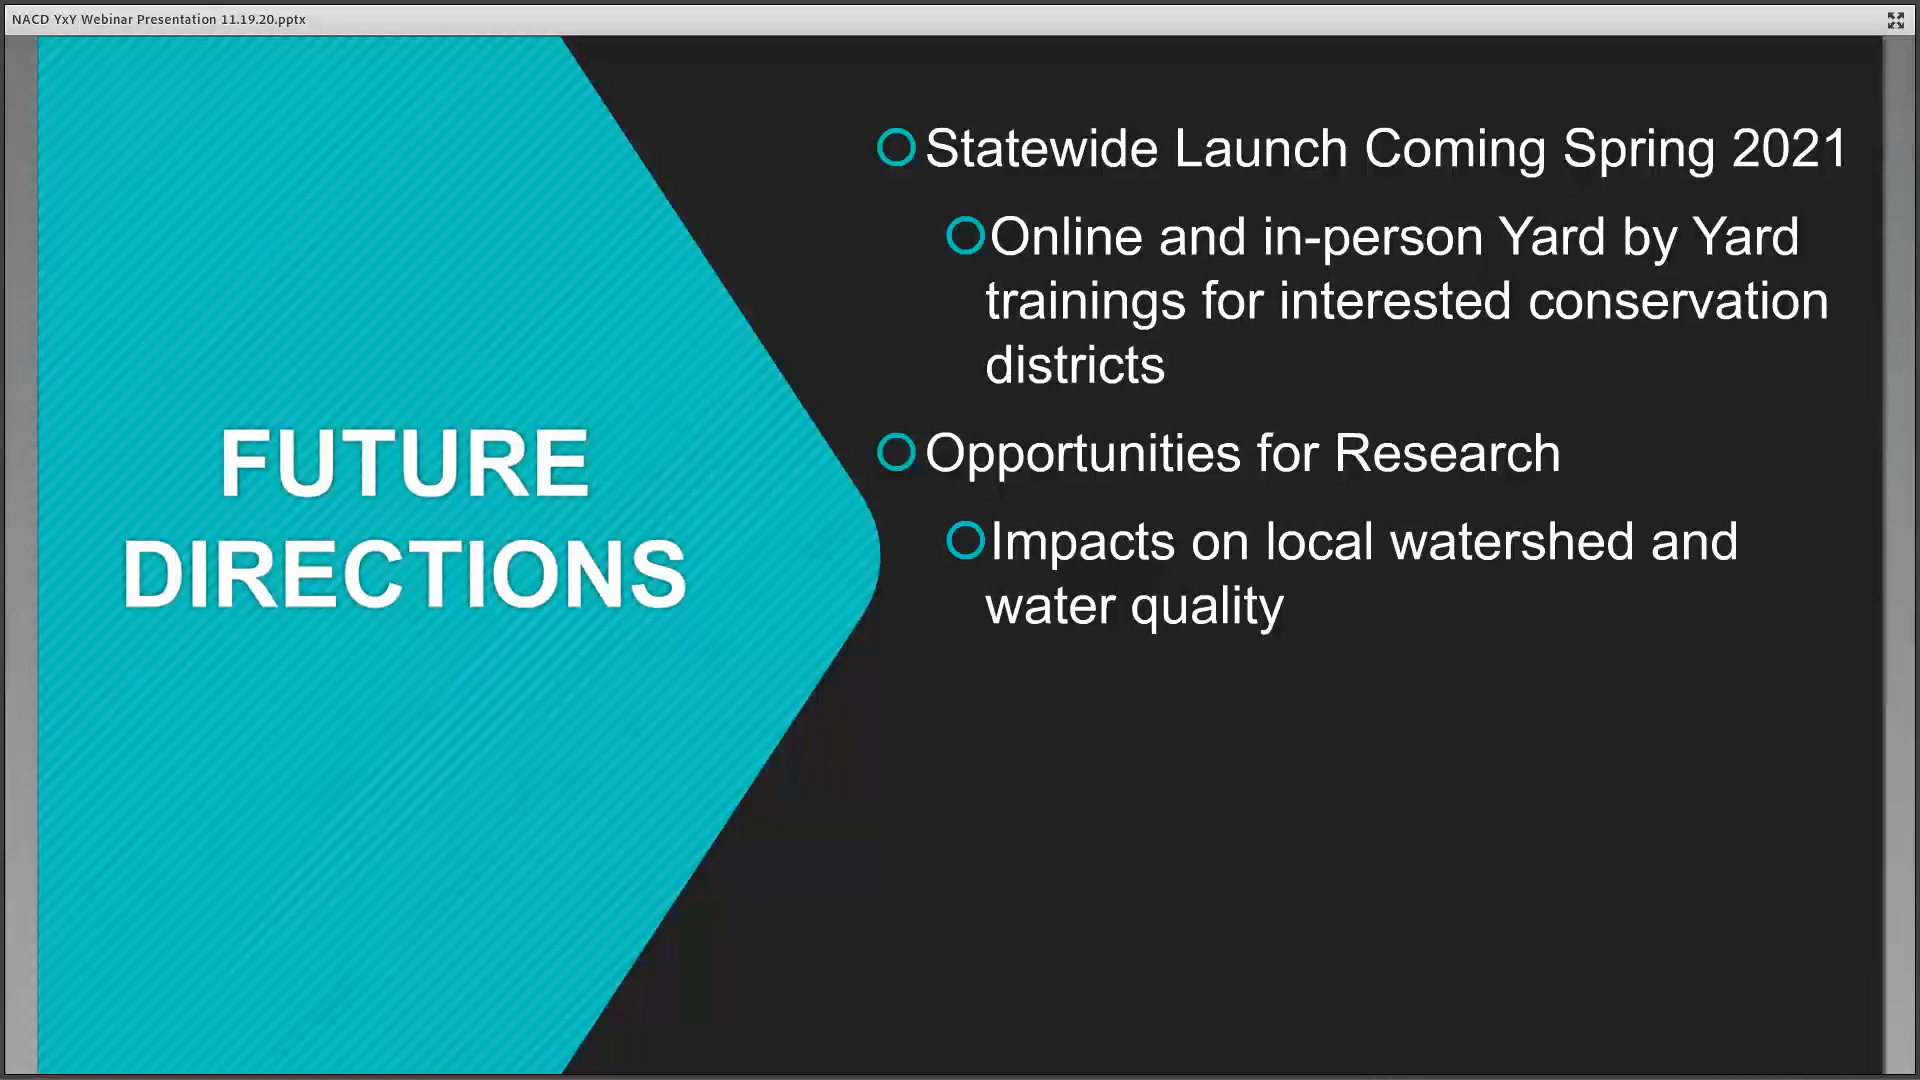 NACD YxY Webinar Presentation 11.19.20.pptx
FUTURE
DIRECTIONS
Statewide Launch Coming Spring 2021
Online and in-person Yard by Yard
trainings for interested conservation
districts
Opportunities for Research
Impacts on local watershed and
water quality